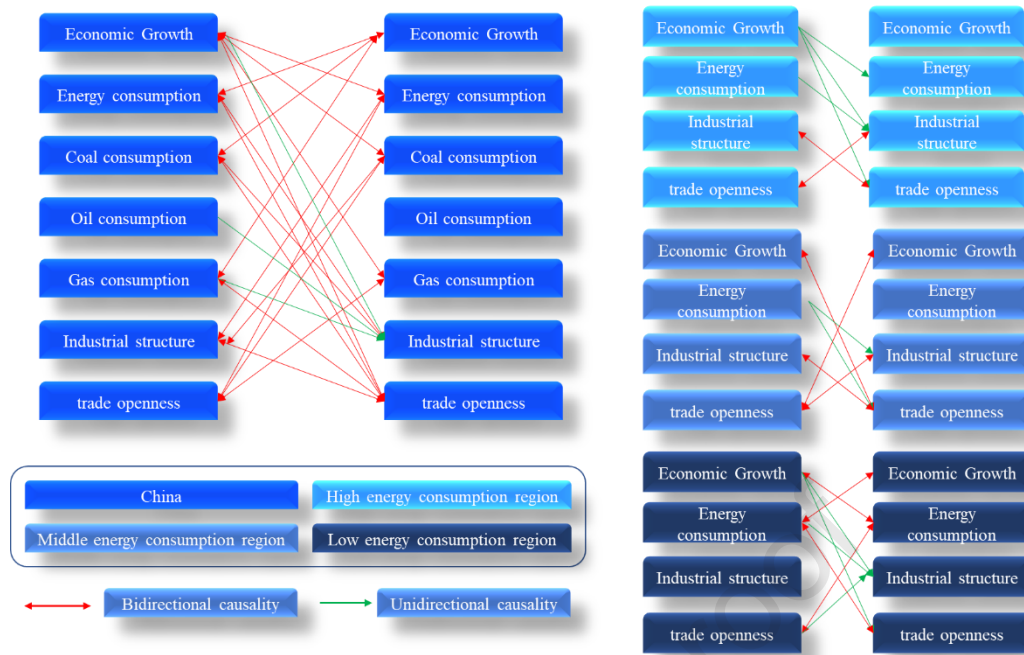 Economic Growth
Energy consumption
Coal consumption
Oil consumption
Gas consumption
Industrial structure
trade openness
Economic Growth
Energy consumption
Coal consumption
Oil consumption
Gas consumption
Industrial structure
trade openness
China
High energy consumption region
Middle energy consumption region
Low energy consumption region
Bidirectional causality
Unidirectional causality
Economic Growth
Energy
consumption
Industrial
structure
trade openness
Economic Growth
Energy
consumption
Industrial
structure
trade openness
Economic Growth
Energy
consumption
Industrial structure
trade openness
Economic Growth
Energy
consumption
Industrial structure
trade openness
Economic Growth
Energy
consumption
Industrial structure
trade openness
Economic Growth
Energy
consumption
Industrial structure
trade openness